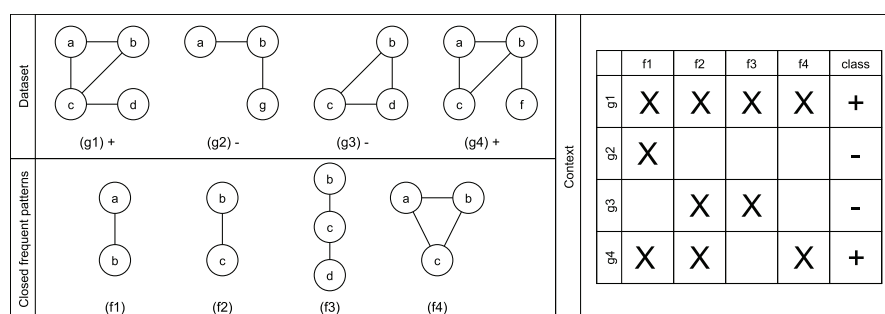 Dataset
a b
c d
(g1) +
a b
g
(g2) -
b
c d
(g3) -
a b
c f
(g4) +
Closed frequent patterns
a
b
(f1)
b
c
(f2)
b
c
d
(f3)
a b
c
(f4)
Context
f1 f2 f3 f4 class
g1 X X X X +
g2 X -
g3 X X -
g4 X X X +